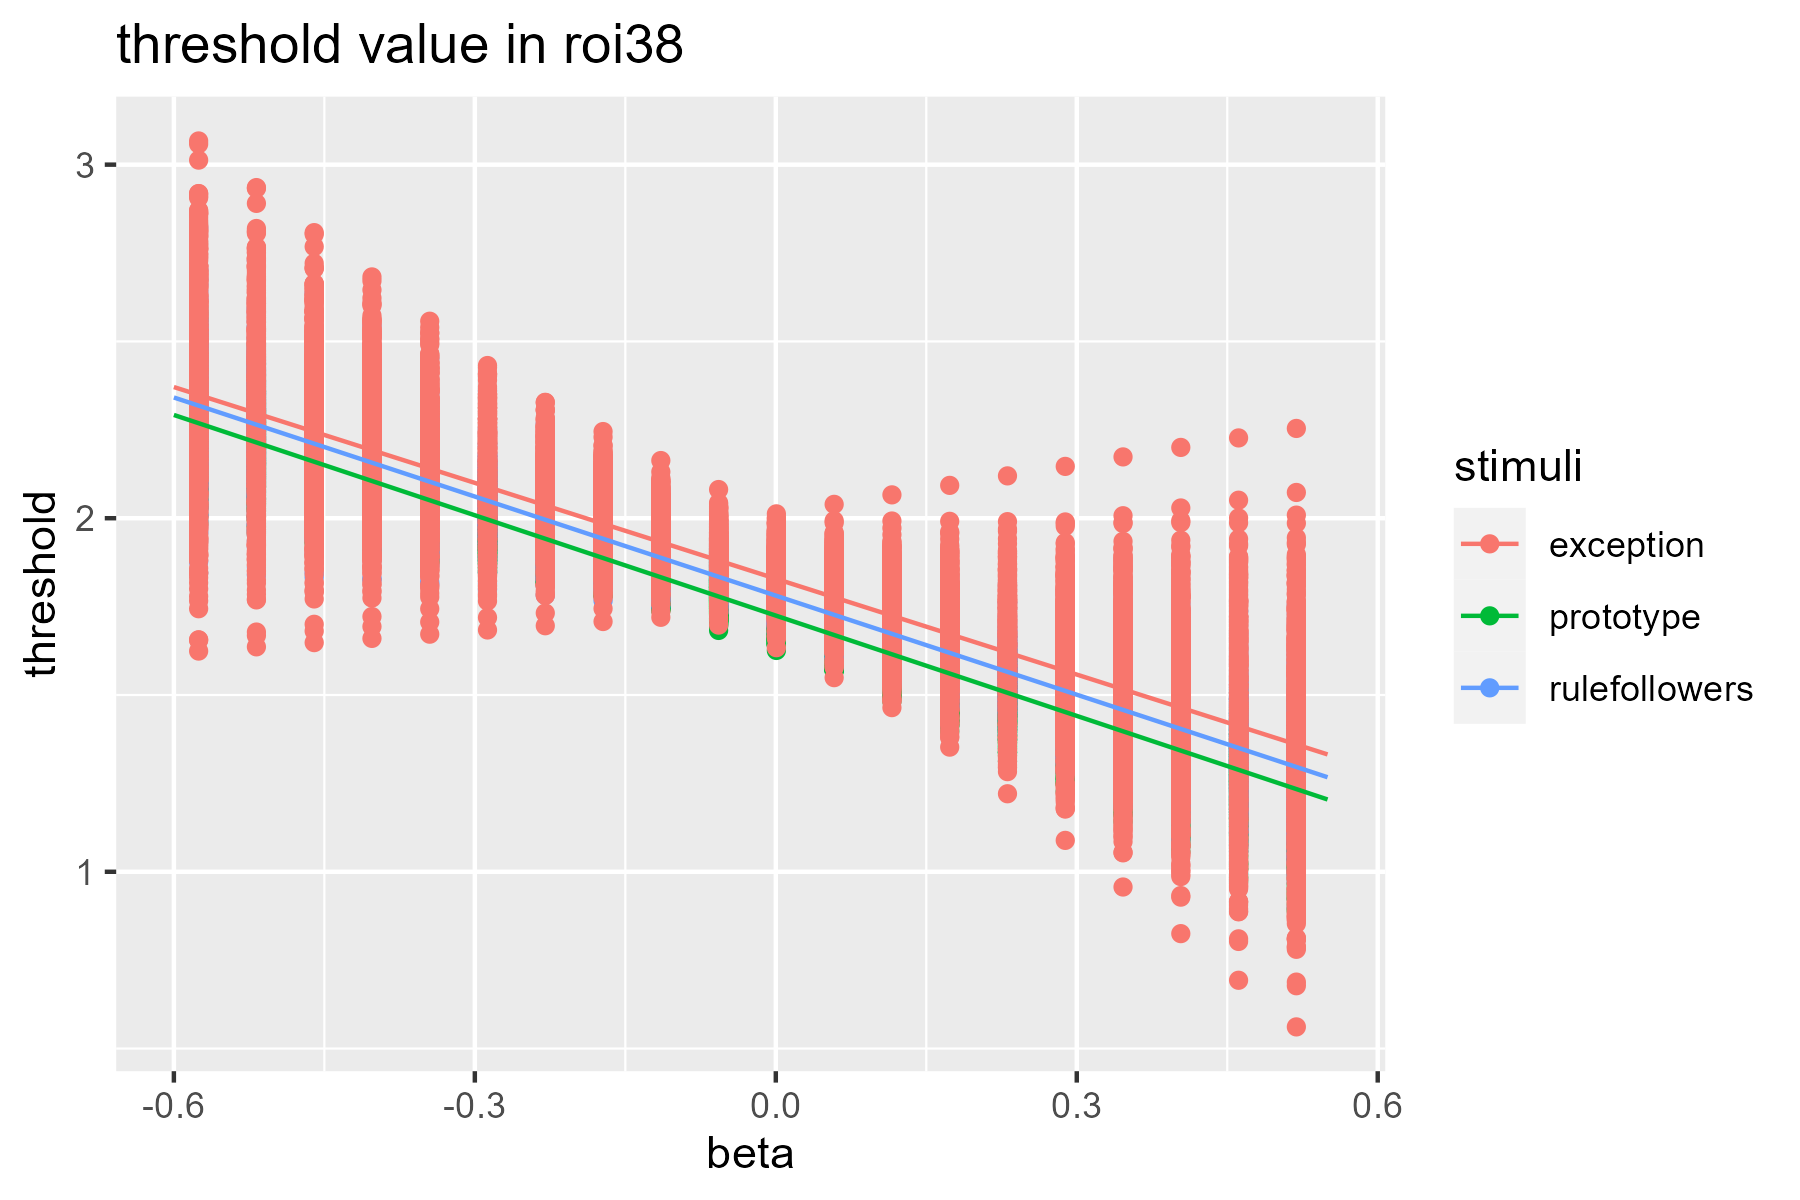 threshold value in roi38
threshold
3
2
1
-0.6
-0.3
0.0
0.3
0.6
beta
stimuli
exception
prototype
rulefollowers